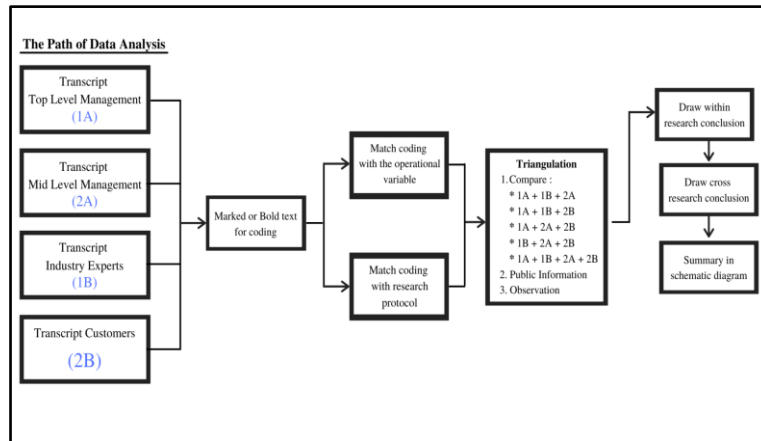 The Path of Data Analysis
Transcript
Top Level Management
(1A)
Transcript
Mid Level Management
(2A)
Transcript
Industry Experts
(1B)
Transcript Customers
(2B)
Marked or Bold text
for coding
Match coding
with the operational
variable
Match coding
with research
protocol
Triangulation
1. Compare :
* 1A + 1B + 2A
* 1A + 1B + 2B
* 1A + 2A + 2B
* 1B + 2A + 2B
* 1A + 1B + 2A + 2B
2. Public Information
3. Observation
Draw within
research conclusion
Draw cross
research conclusion
Summary in
schematic diagram